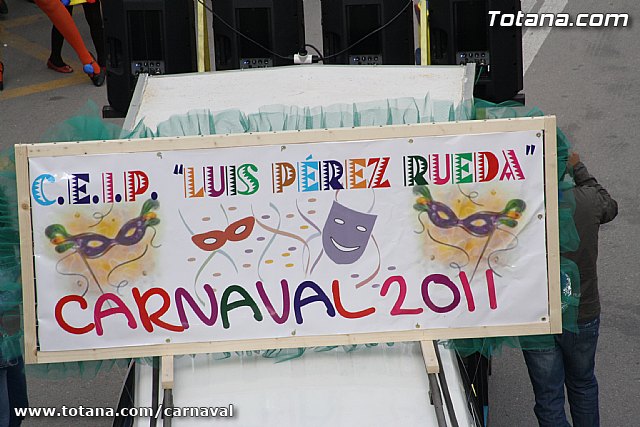 Totana.com
C.E.I.P. "LUIS PÉREZ RUEDA"
CARNAVAL 2011
www.totana.com/carnaval